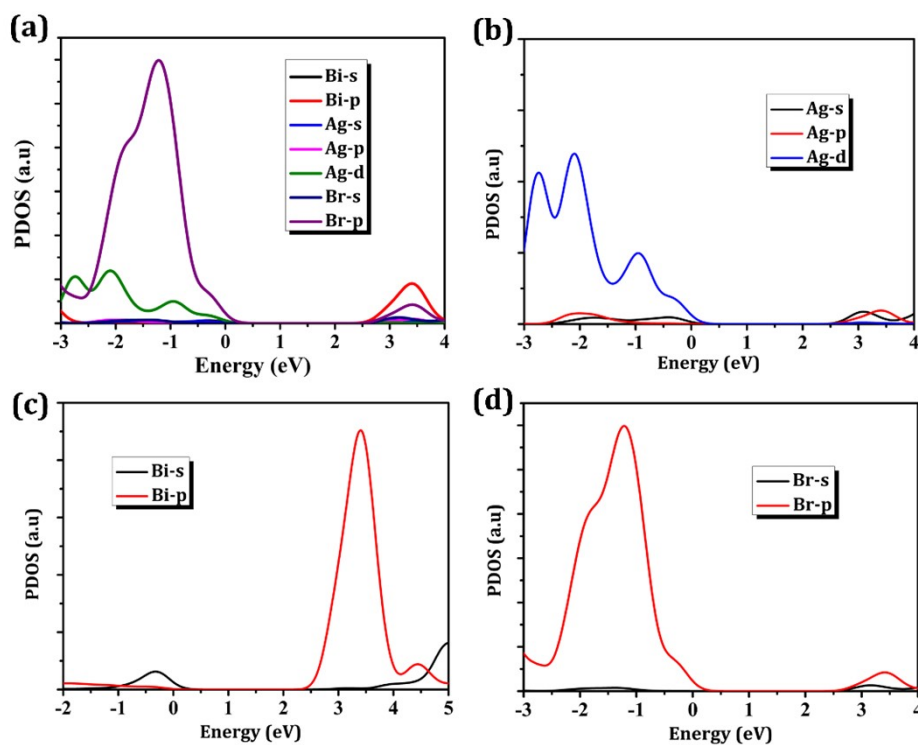 (a)
PDOS (a.u)
Bi-s
Bi-p
Ag-s
Ag-p
Ag-d
Br-s
Br-p
-3 -2 -1 0 1 2 3 4
Energy (eV)
(b)
PDOS (a.u)
Ag-s
Ag-p
Ag-d
-3 -2 -1 0 1 2 3 4
Energy (eV)
(c)
PDOS (a.u)
Bi-s
Bi-p
-2 -1 0 1 2 3 4 5
Energy (eV)
(d)
PDOS (a.u)
Br-s
Br-p
-3 -2 -1 0 1 2 3 4
Energy (eV)